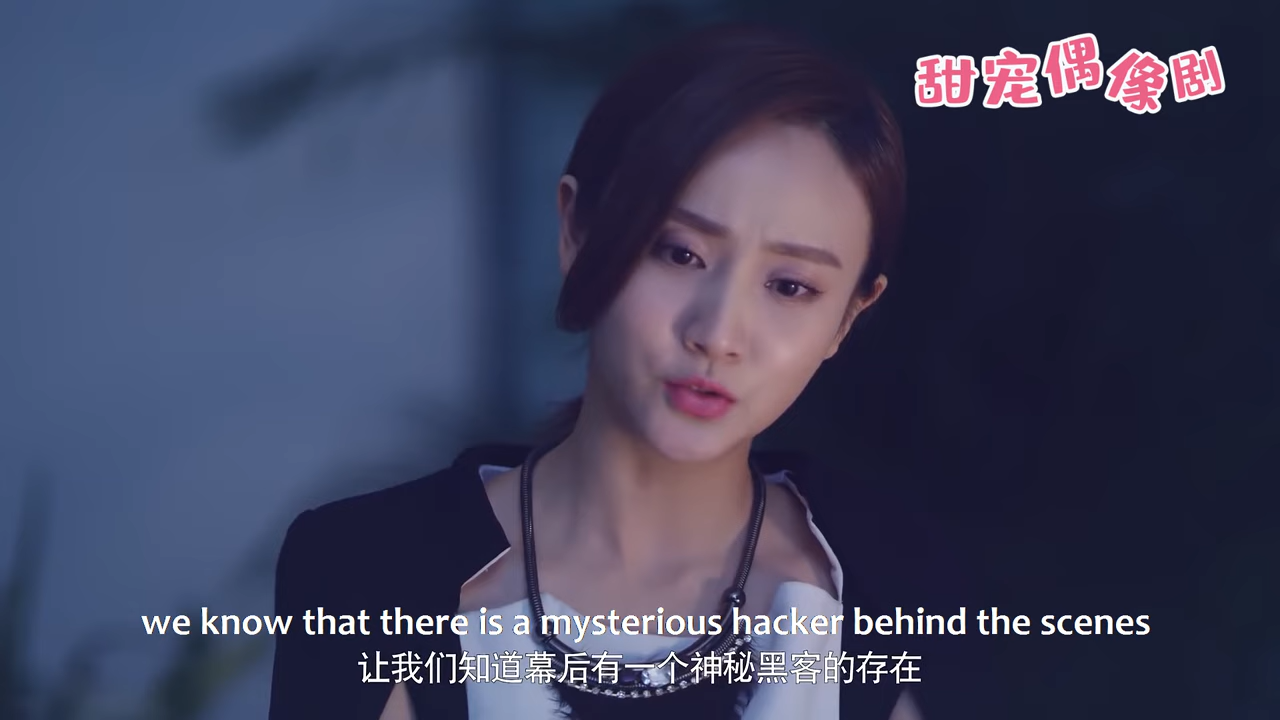 甜宠偶像剧
we know that there is a mysterious hacker behind the scenes
让我们知道幕后有一个神秘黑客的存在